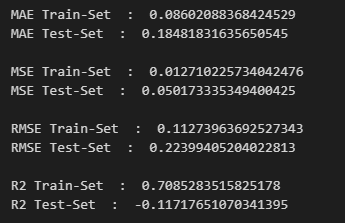 MAE Train-Set  :  0.08602088368424529
MAE Test-Set  :  0.18481831635650545
MSE Train-Set  :  0.012710225734042476
MSE Test-Set  :  0.050173335349400425
RMSE Train-Set  :  0.11273963692527343
RMSE Test-Set  :  0.22399405204022813
R2 Train-Set  :  0.7085283515825178
R2 Test-Set  :  -0.11717651070341395